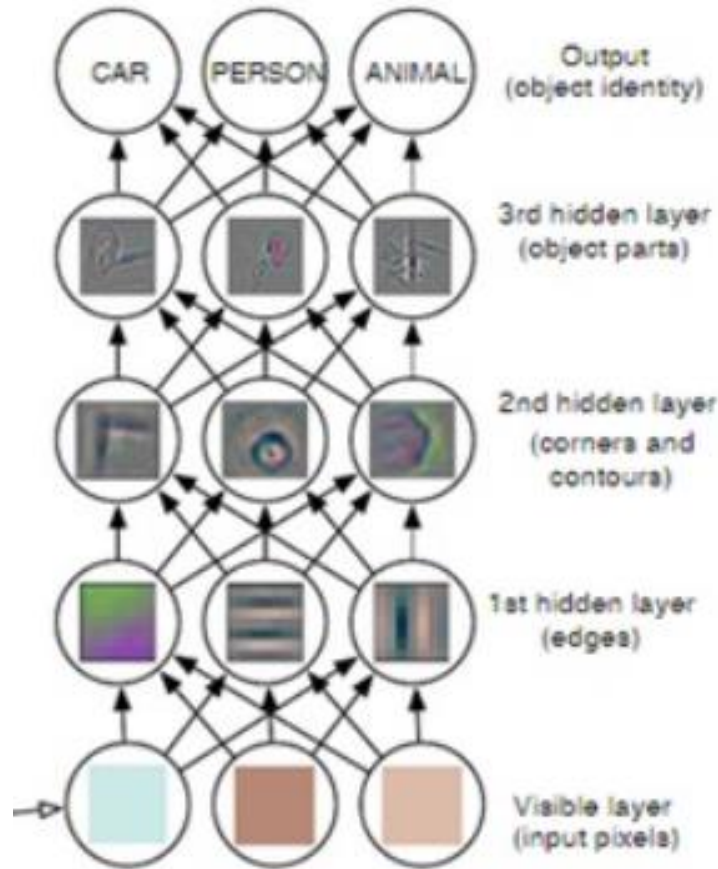 CAR
PERSON
ANIMAL
Output
(object identity)
3rd hidden layer
(object parts)
2nd hidden layer
(corners and
contours)
1st hidden layer
(edges)
Visible layer
(input pixels)